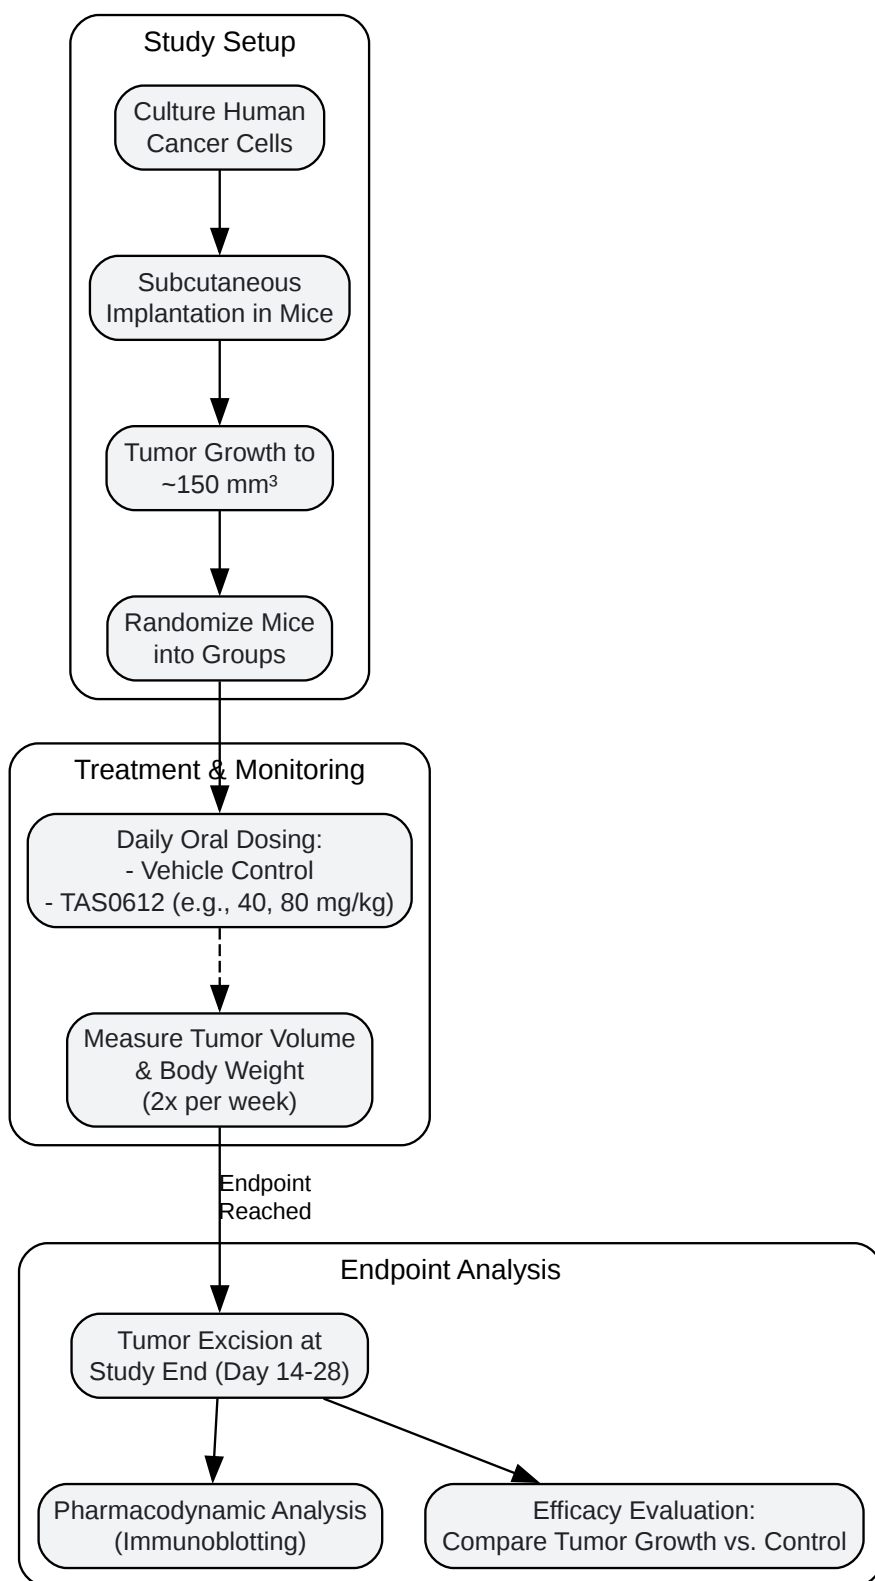 Study Setup
Culture Human
Cancer Cells
Subcutaneous
Implantation in Mice
Tumor Growth to
~150 mm³
Randomize Mice
into Groups
Treatment & Monitoring
Daily Oral Dosing:
- Vehicle Control
- TAS0612 (e.g., 40, 80 mg/kg)
Measure Tumor Volume
& Body Weight
(2x per week)
Endpoint
Reached
Endpoint Analysis
Tumor Excision at
Study End (Day 14-28)
Pharmacodynamic Analysis
(Immunoblotting)
Efficacy Evaluation:
Compare Tumor Growth vs. Control